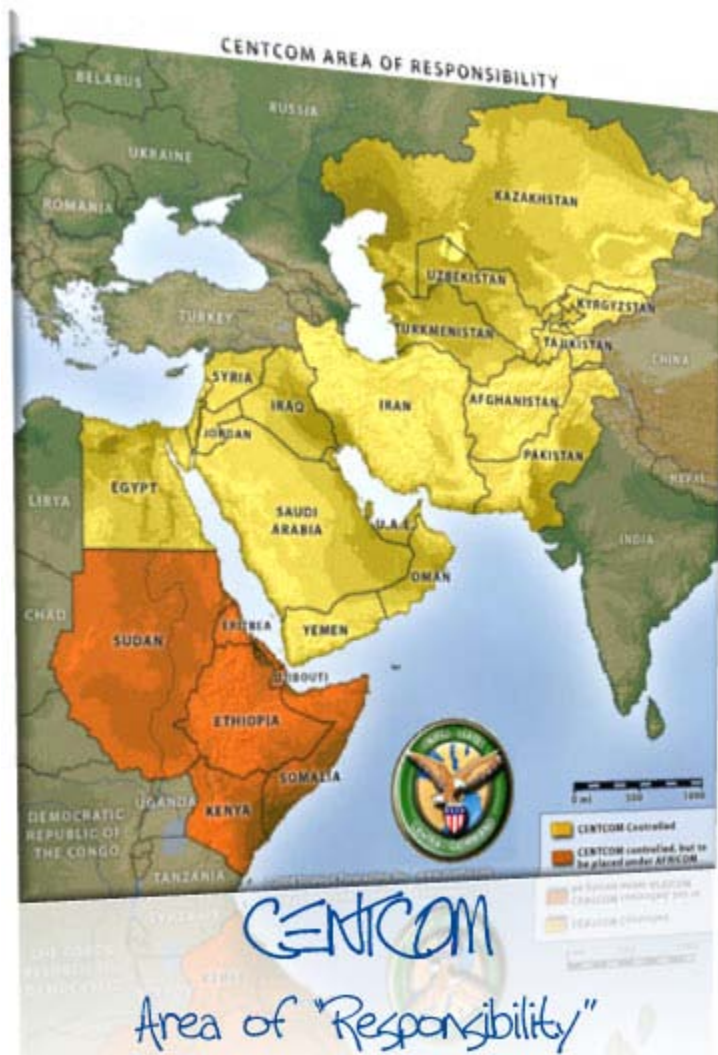 CENTCOM AREA OF RESPONSIBILITY
BELARUS
RUSSIA
UKRAINE
KAZAKHSTAN
ROMANIA
UZBEKISTAN
KYRGYZSTAN
TURKEY
TURKMENISTAN
TAJIKISTAN
CHINA
SYRIA
IRAQ
IRAN
AFGHANISTAN
JORDAN
PAKISTAN
EGYPT
NEPAL
LIBYA
SAUDI
ARABIA
U.A.E.
INDIA
OMAN
CHAD
SUDAN
ERITREA
YEMEN
DJIBOUTI
ETHIOPIA
SOMALIA
UGANDA
KENYA
DEMOCRATIC
REPUBLIC OF
THE CONGO
TANZANIA
0 mi 500 1000
CENTCOM Controlled
CENTCOM controlled, but to
be placed under AFRICOM
CENTCOM
Area of "Responsibility"